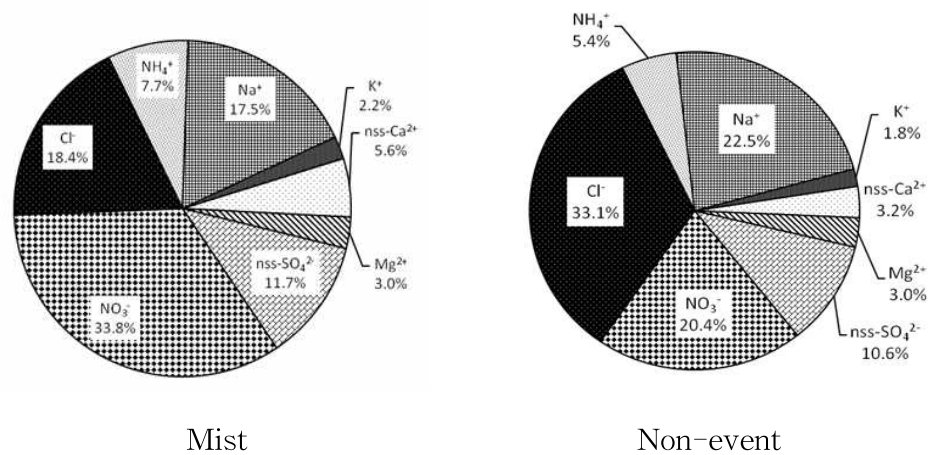 NH₄⁺
7.7%
Na⁺
17.5%
K⁺
2.2%
nss-Ca²⁺
5.6%
Mg²⁺
3.0%
nss-SO₄²⁻
11.7%
NO₃⁻
33.8%
Cl⁻
18.4%
Mist
NH₄⁺
5.4%
Na⁺
22.5%
K⁺
1.8%
nss-Ca²⁺
3.2%
Mg²⁺
3.0%
nss-SO₄²⁻
10.6%
NO₃⁻
20.4%
Cl⁻
33.1%
Non-event